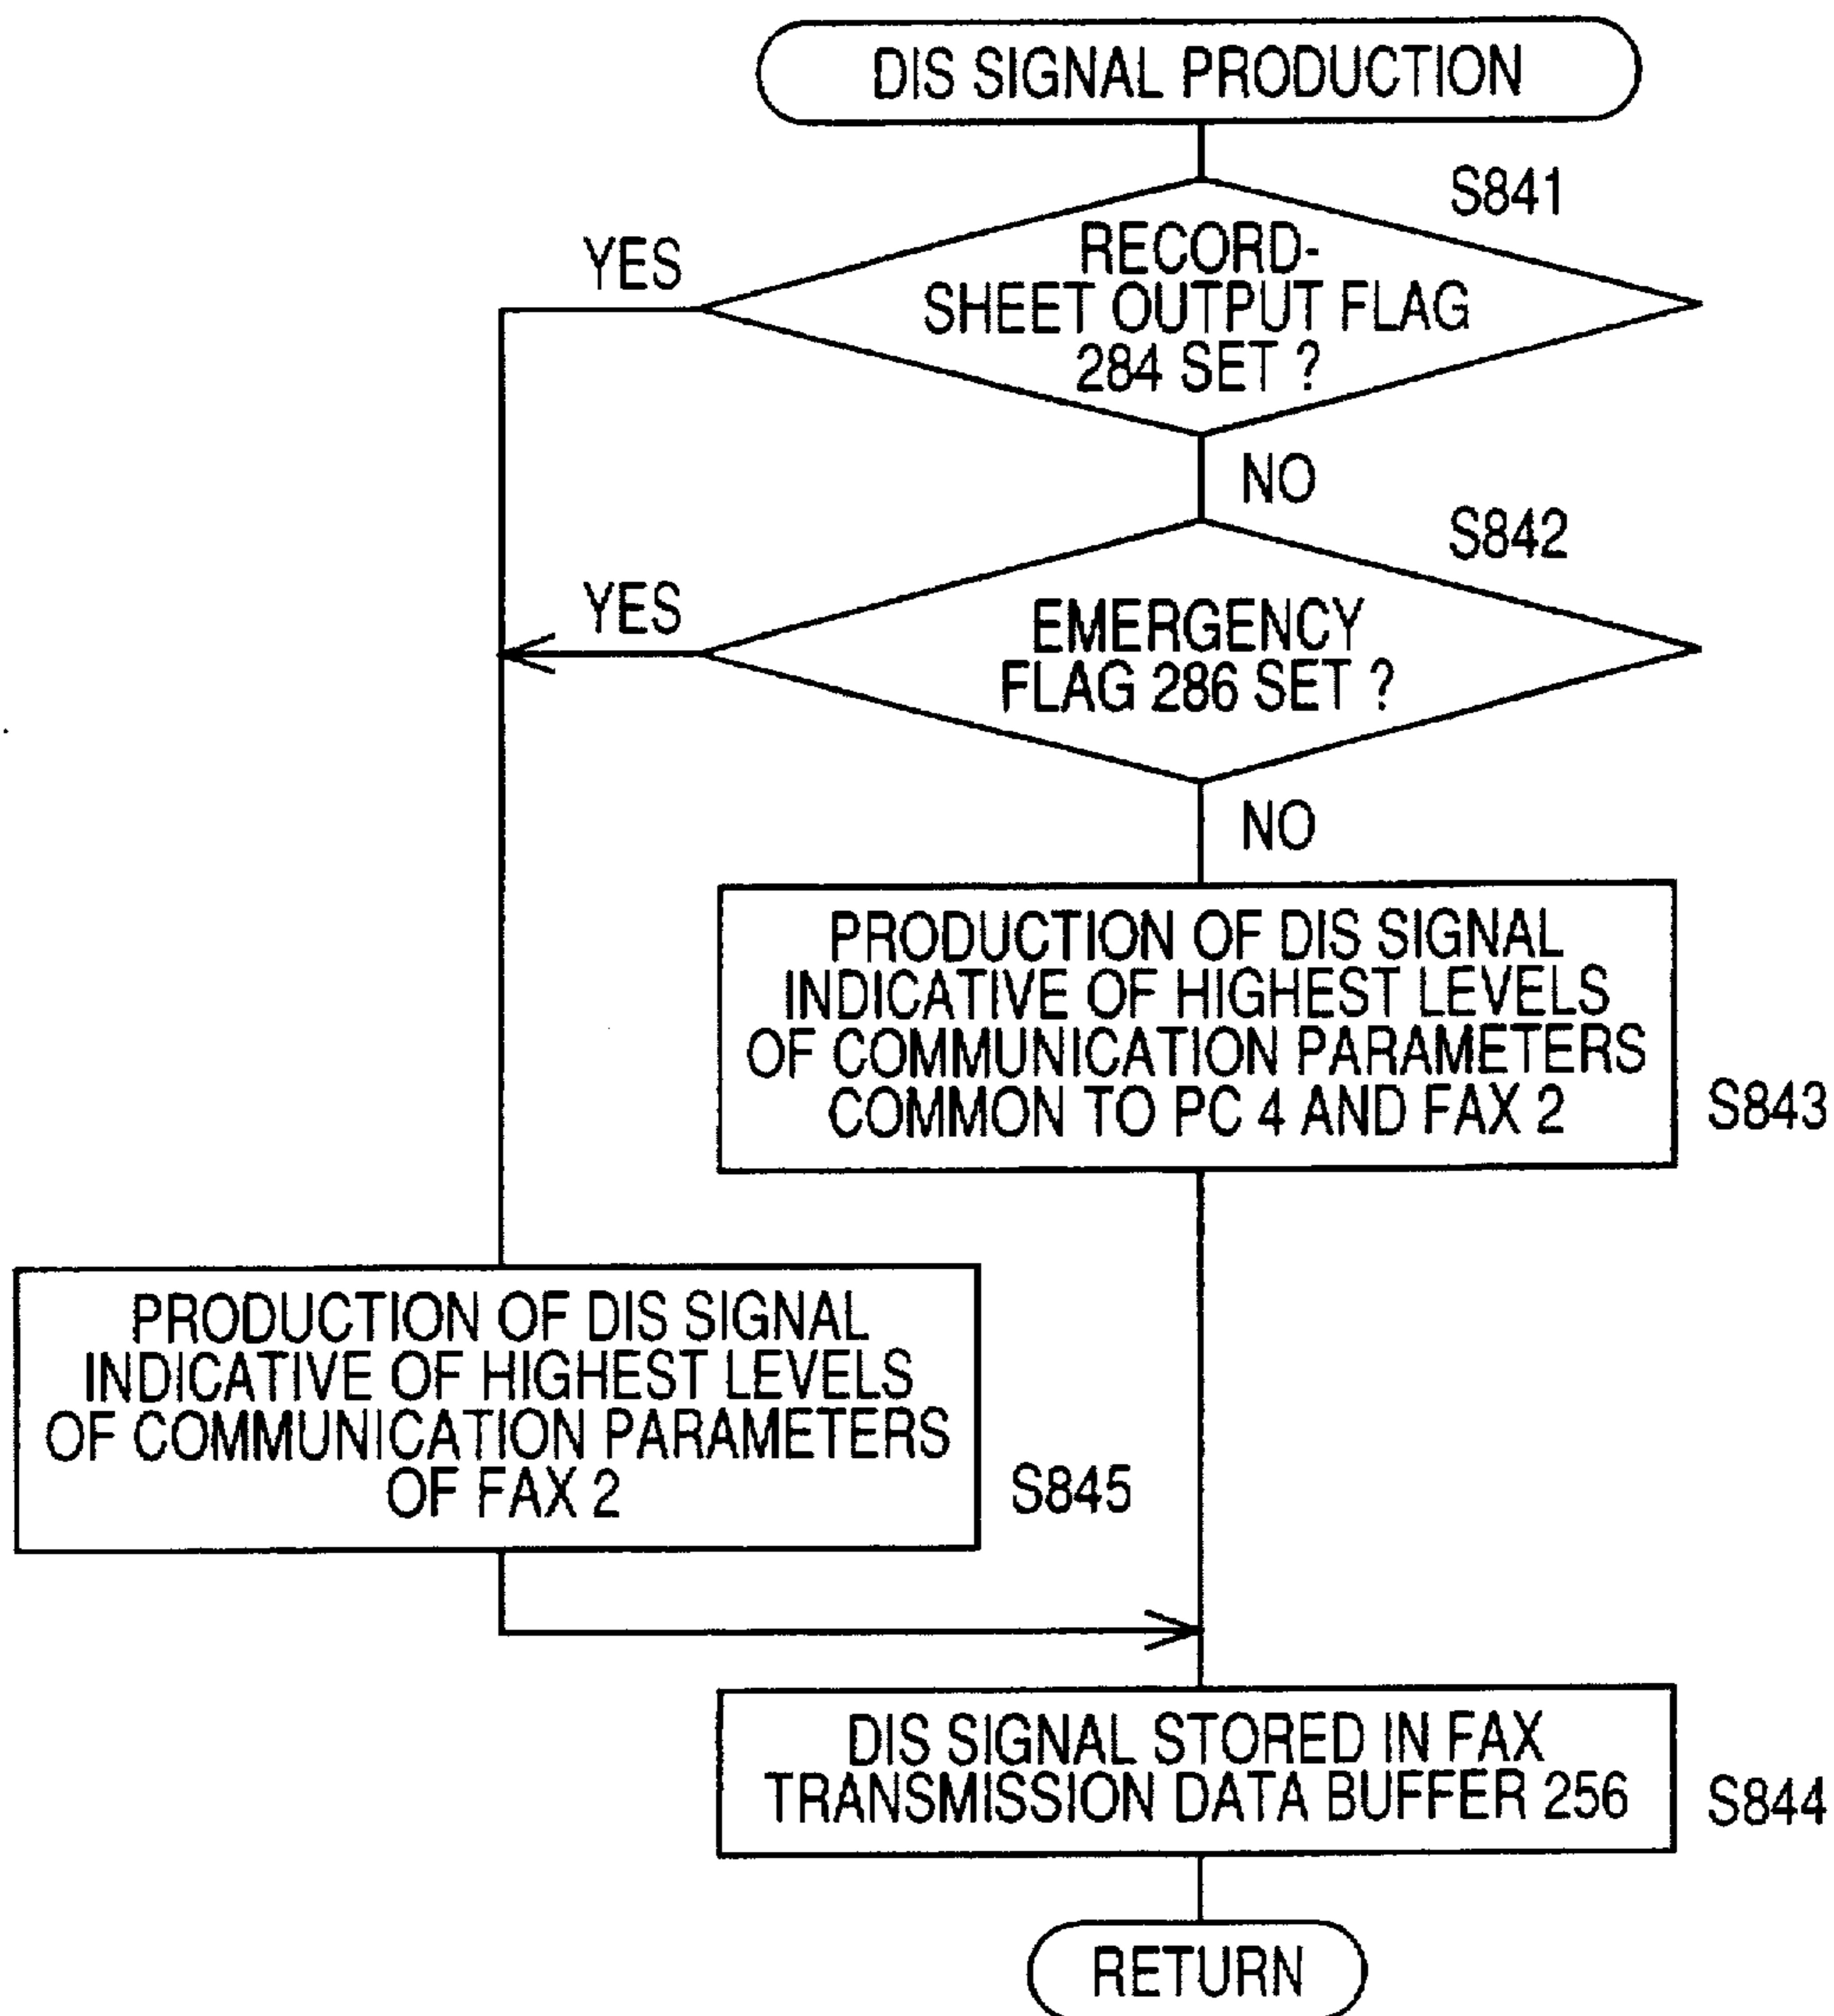 DIS SIGNAL PRODUCTION
S841
YES
RECORD-
SHEET OUTPUT FLAG
284 SET ?
NO
S842
YES
EMERGENCY
FLAG 286 SET ?
NO
PRODUCTION OF DIS SIGNAL
INDICATIVE OF HIGHEST LEVELS
OF COMMUNICATION PARAMETERS
COMMON TO PC 4 AND FAX 2
S843
PRODUCTION OF DIS SIGNAL
INDICATIVE OF HIGHEST LEVELS
OF COMMUNICATION PARAMETERS
OF FAX 2
S845
DIS SIGNAL STORED IN FAX
TRANSMISSION DATA BUFFER 256
S844
RETURN